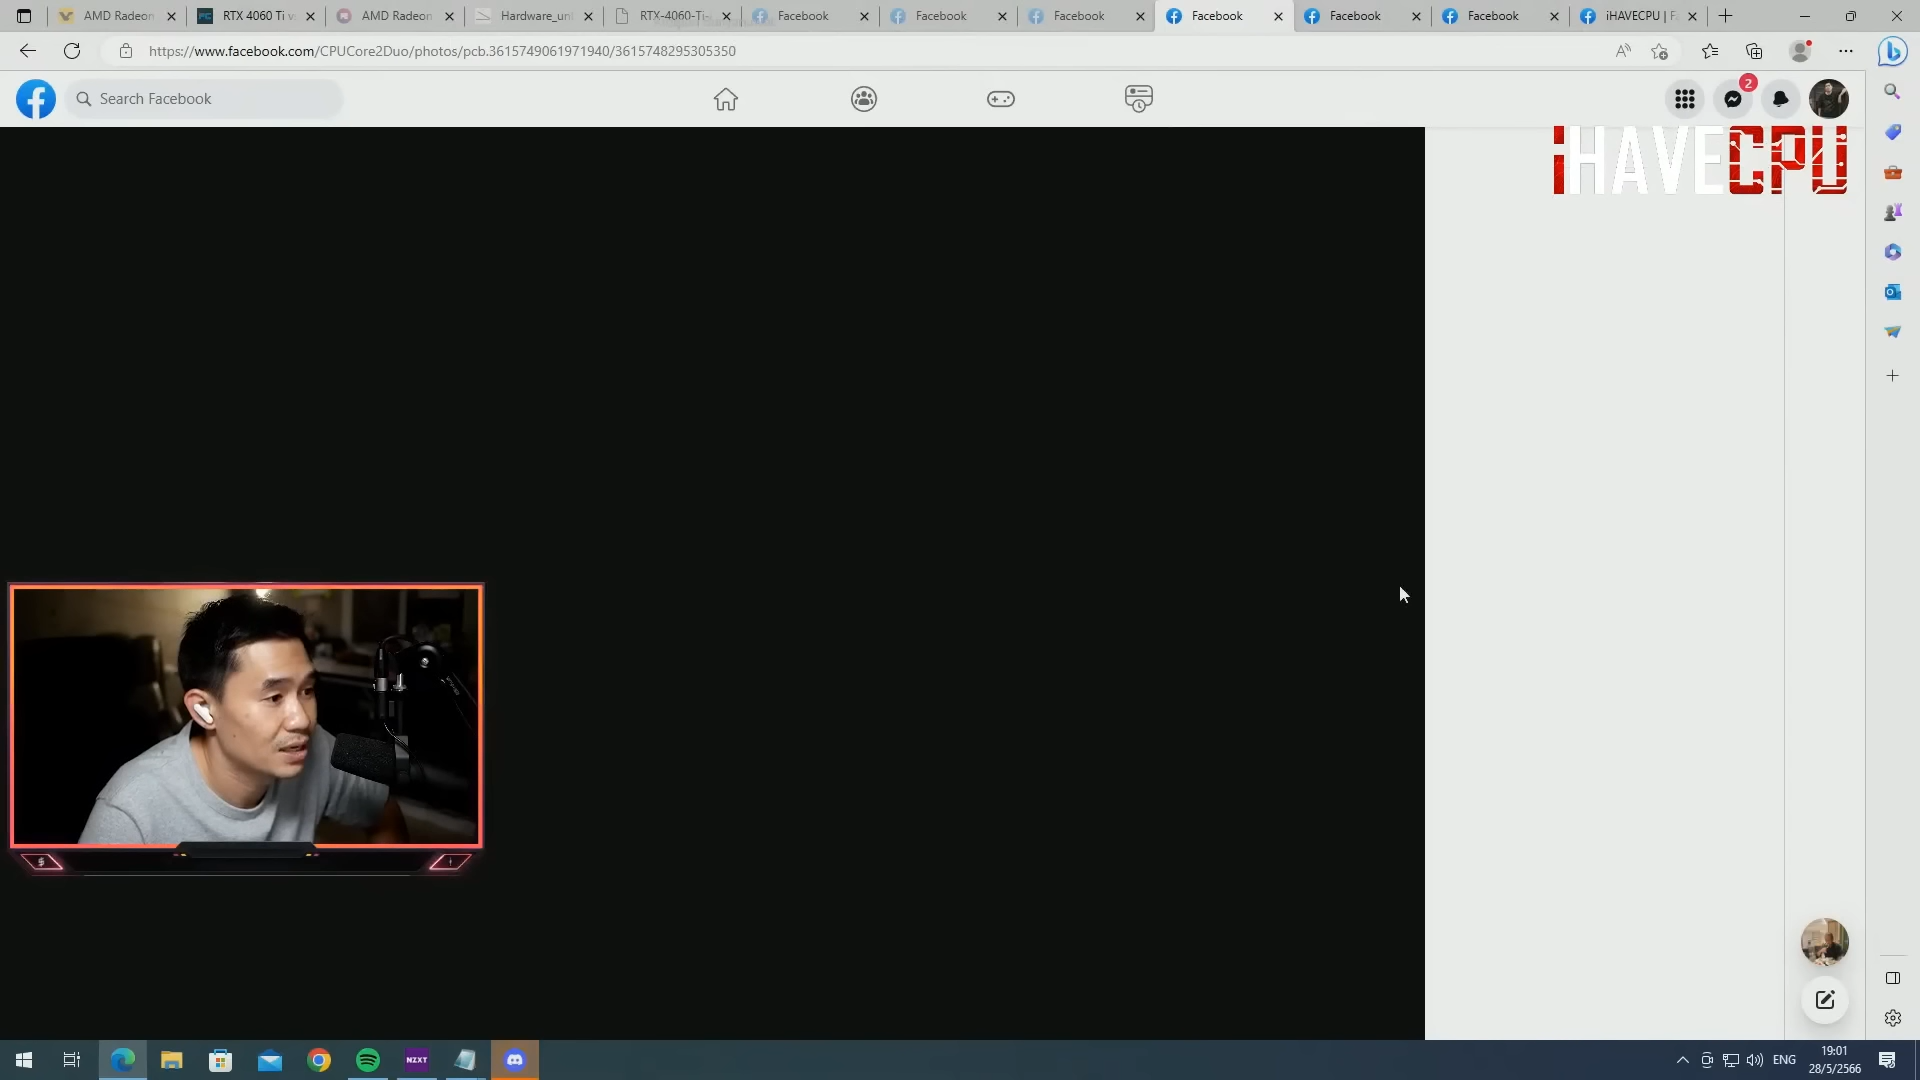 AMD Radeon
RTX 4060 Ti v
AMD Radeon
Hardware_un
RTX-4060-Ti-
Facebook
Facebook
Facebook
Facebook
Facebook
Facebook
iHAVECPU | F
https://www.facebook.com/CPUCore2Duo/photos/pcb.3615749061971940/3615748295305350
Search Facebook
2
iHAVECPU
$
NZXT
ENG
19:01
28/5/2566